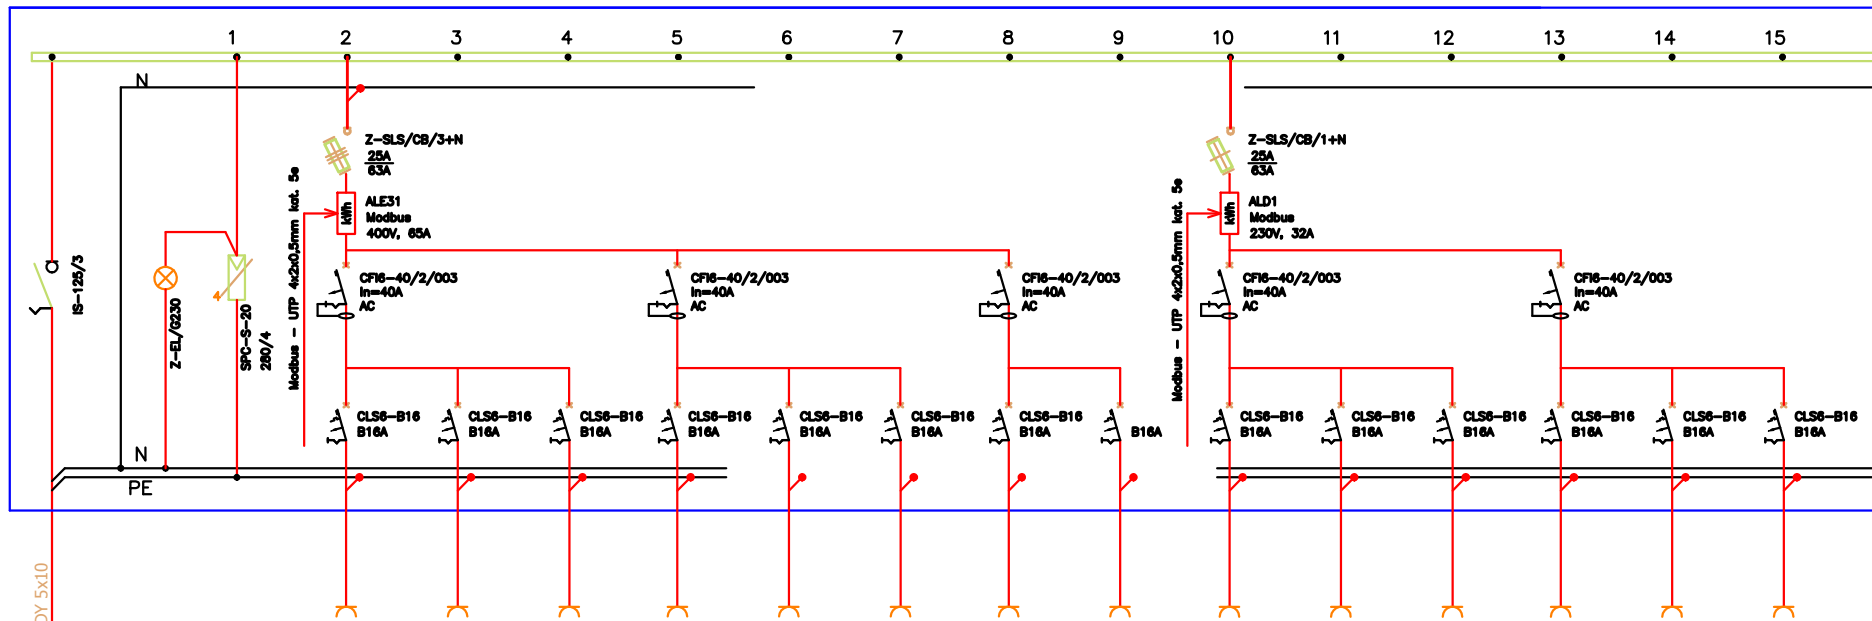 1 2 3 4 5 6 7 8 9 10 11 12 13 14 15
N
Z-SLS/CB/3+N
25A
63A
Z-SLS/CB/1+N
25A
63A
kWh
ALE31
Modbus
400V, 65A
kWh
ALD1
Modbus
230V, 32A
Modbus - UTP 4x2x0,5mm kat. 5e
Modbus - UTP 4x2x0,5mm kat. 5e
IS-125/3
Z-EL/G230
4
SPC-S-20
280/4
CFI6-40/2/003
In=40A
AC
CFI6-40/2/003
In=40A
AC
CFI6-40/2/003
In=40A
AC
CFI6-40/2/003
In=40A
AC
CFI6-40/2/003
In=40A
AC
CLS6-B16
B16A
CLS6-B16
B16A
CLS6-B16
B16A
CLS6-B16
B16A
CLS6-B16
B16A
CLS6-B16
B16A
CLS6-B16
B16A
B16A
CLS6-B16
B16A
CLS6-B16
B16A
CLS6-B16
B16A
CLS6-B16
B16A
CLS6-B16
B16A
CLS6-B16
B16A
N
PE
DY 5x10